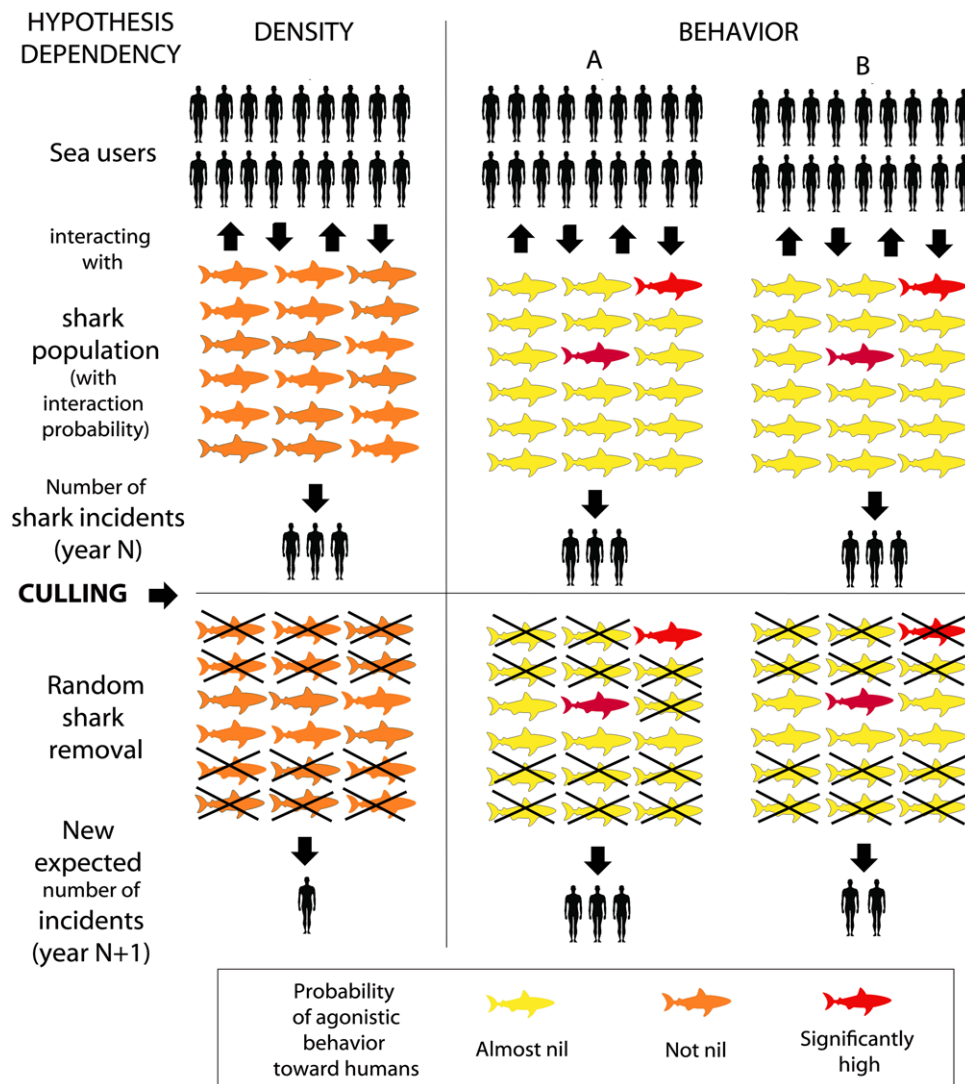 HYPOTHESIS
DEPENDENCY
DENSITY
BEHAVIOR
A
B
Sea users
interacting
with
shark
population
(with
interaction
probability)
Number of
shark incidents
(year N)
CULLING
Random
shark
removal
New
expected
number of
incidents
(year N+1)
Probability
of agonistic
behavior
toward humans
Almost nil
Not nil
Significantly
high